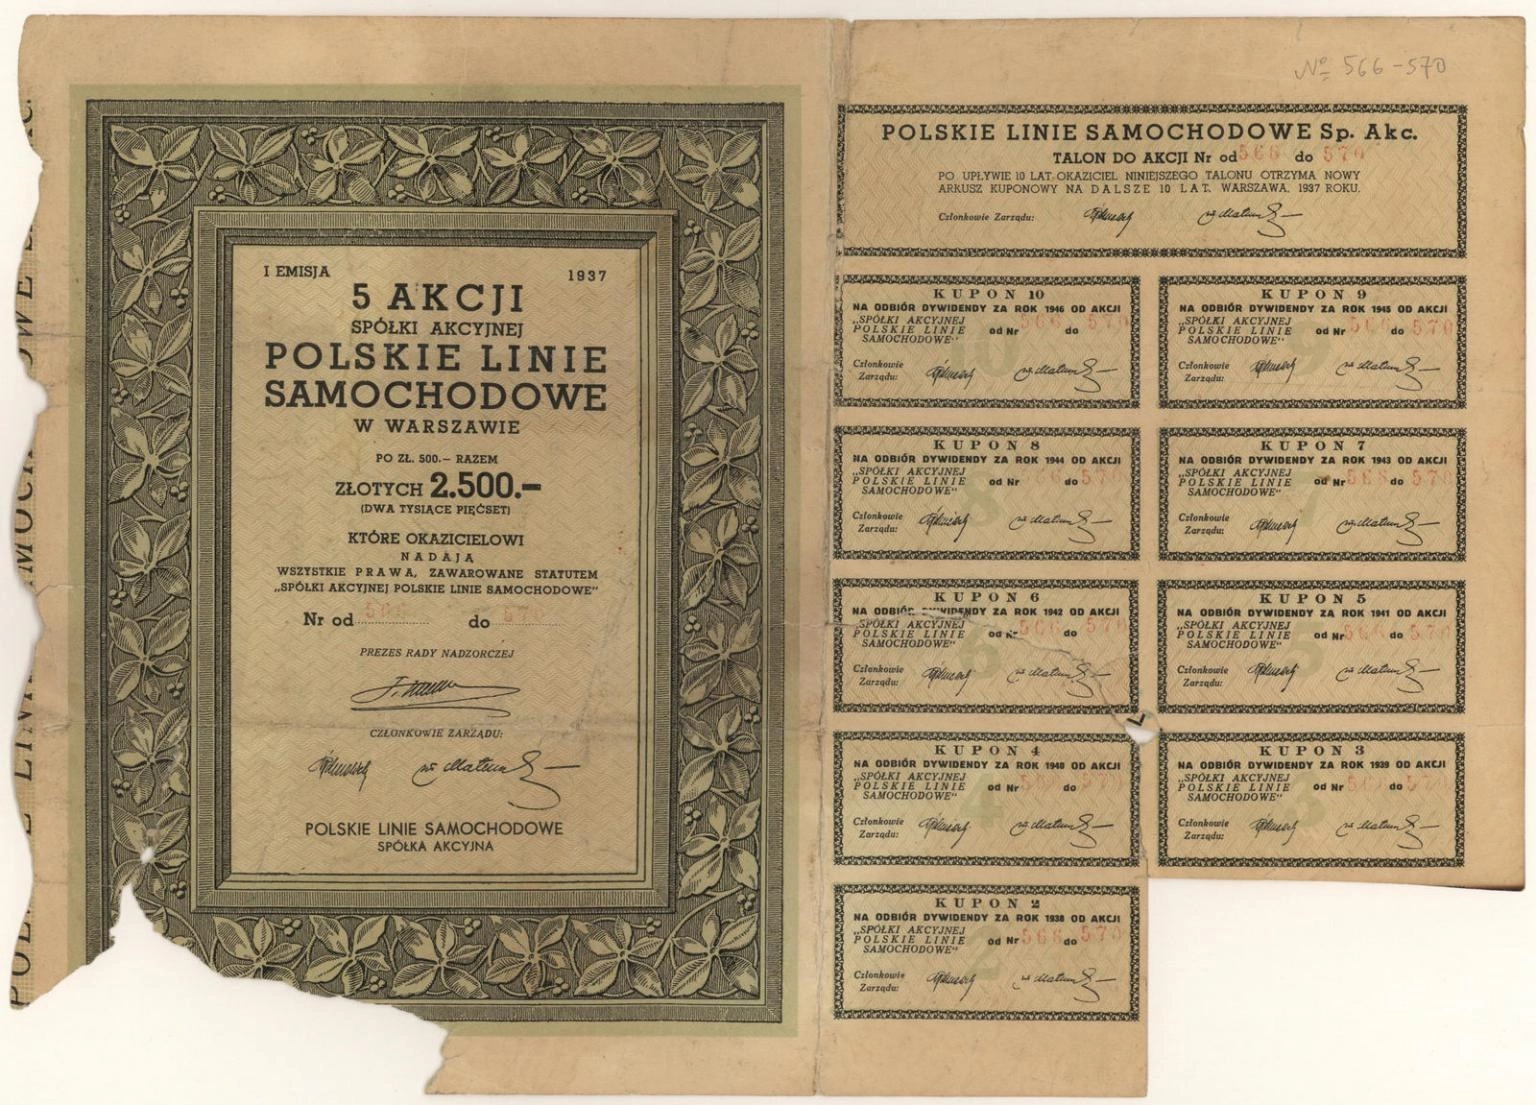 No 566-570
I EMISJA 1937
5 AKCJI
SPÓŁKI AKCYJNEJ
POLSKIE LINIE
SAMOCHODOWE
W WARSZAWIE
PO ZŁ. 500.— RAZEM
ZŁOTYCH 2.500.—
(DWA TYSIĄCE PIĘĆSET)
KTÓRE OKAZICIELOWI
NADAJĄ
WSZYSTKIE PRAWA, ZAWAROWANE STATUTEM
„SPÓŁKI AKCYJNEJ POLSKIE LINIE SAMOCHODOWE"
Nr od 566 do 570
PREZES RADY NADZORCZEJ
CZŁONKOWIE ZARZĄDU:
POLSKIE LINIE SAMOCHODOWE
SPÓŁKA AKCYJNA
POLSKIE LINIE SAMOCHODOWE Sp. Akc.
TALON DO AKCJI Nr od 566 do 570
PO UPŁYWIE 10 LAT OKAZICIEL NINIEJSZEGO TALONU OTRZYMA NOWY
ARKUSZ KUPONOWY NA DALSZE 10 LAT. WARSZAWA. 1937 ROKU.
Członkowie Zarządu:
KUPON 10
NA ODBIÓR DYWIDENDY ZA ROK 1946 OD AKCJI
„SPÓŁKI AKCYJNEJ
POLSKIE LINIE od Nr 566 do 570
SAMOCHODOWE"
Członkowie
Zarządu:
KUPON 9
NA ODBIÓR DYWIDENDY ZA ROK 1945 OD AKCJI
„SPÓŁKI AKCYJNEJ
POLSKIE LINIE od Nr 566 do 570
SAMOCHODOWE"
Członkowie
Zarządu:
KUPON 8
NA ODBIÓR DYWIDENDY ZA ROK 1944 OD AKCJI
„SPÓŁKI AKCYJNEJ
POLSKIE LINIE od Nr 566 do 570
SAMOCHODOWE"
Członkowie
Zarządu:
KUPON 7
NA ODBIÓR DYWIDENDY ZA ROK 1943 OD AKCJI
„SPÓŁKI AKCYJNEJ
POLSKIE LINIE od Nr 566 do 570
SAMOCHODOWE"
Członkowie
Zarządu:
KUPON 6
NA ODBIÓR DYWIDENDY ZA ROK 1942 OD AKCJI
„SPÓŁKI AKCYJNEJ
POLSKIE LINIE od Nr 566 do 570
SAMOCHODOWE"
Członkowie
Zarządu:
KUPON 5
NA ODBIÓR DYWIDENDY ZA ROK 1941 OD AKCJI
„SPÓŁKI AKCYJNEJ
POLSKIE LINIE od Nr 566 do 570
SAMOCHODOWE"
Członkowie
Zarządu:
KUPON 4
NA ODBIÓR DYWIDENDY ZA ROK 1940 OD AKCJI
„SPÓŁKI AKCYJNEJ
POLSKIE LINIE od Nr 566 do 570
SAMOCHODOWE"
Członkowie
Zarządu:
KUPON 3
NA ODBIÓR DYWIDENDY ZA ROK 1939 OD AKCJI
„SPÓŁKI AKCYJNEJ
POLSKIE LINIE od Nr 566 do 570
SAMOCHODOWE"
Członkowie
Zarządu:
KUPON 2
NA ODBIÓR DYWIDENDY ZA ROK 1938 OD AKCJI
„SPÓŁKI AKCYJNEJ
POLSKIE LINIE od Nr 566 do 570
SAMOCHODOWE"
Członkowie
Zarządu: